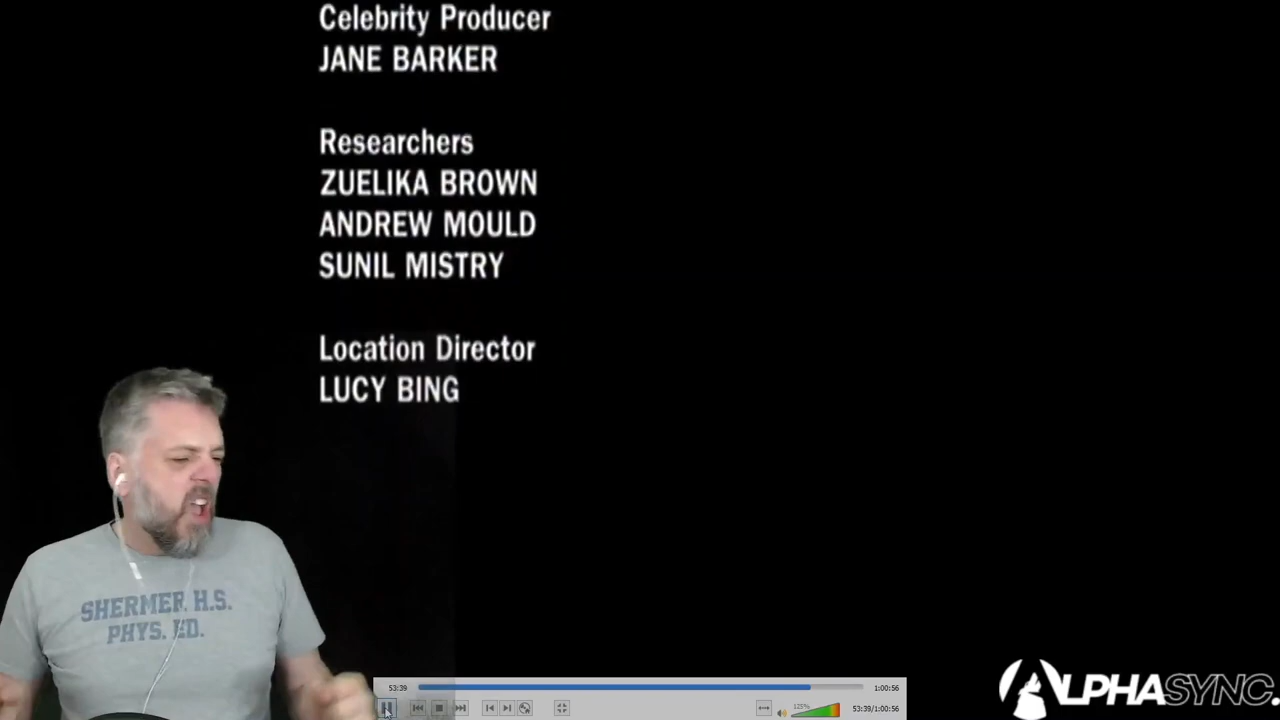 Celebrity Producer
JANE BARKER
Researchers
ZUELIKA BROWN
ANDREW MOULD
SUNIL MISTRY
Location Director
LUCY BING
SHERMER H.S.
PHYS. ED.
53:39
1:00:56
125%
53:39/1:00:56
ALPHASYNC.